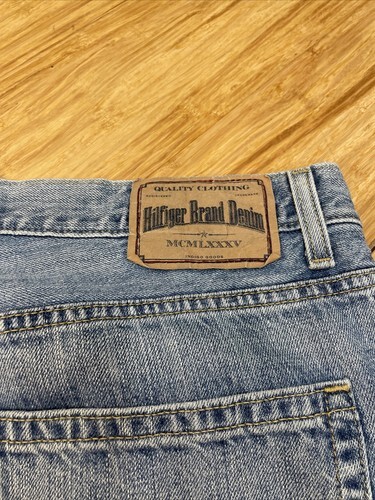 QUALITY CLOTHING
Hilfiger Brand Denim
MCMLXXXV